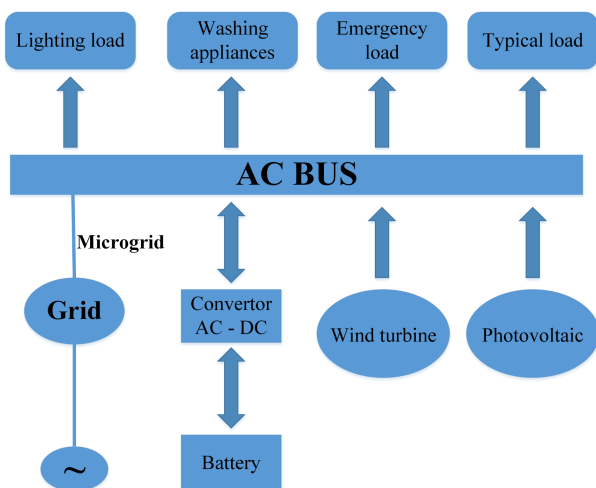 Lighting load
Washing
appliances
Emergency
load
Typical load
AC BUS
Microgrid
Grid
Convertor
AC - DC
Wind turbine
Photovoltaic
~
Battery